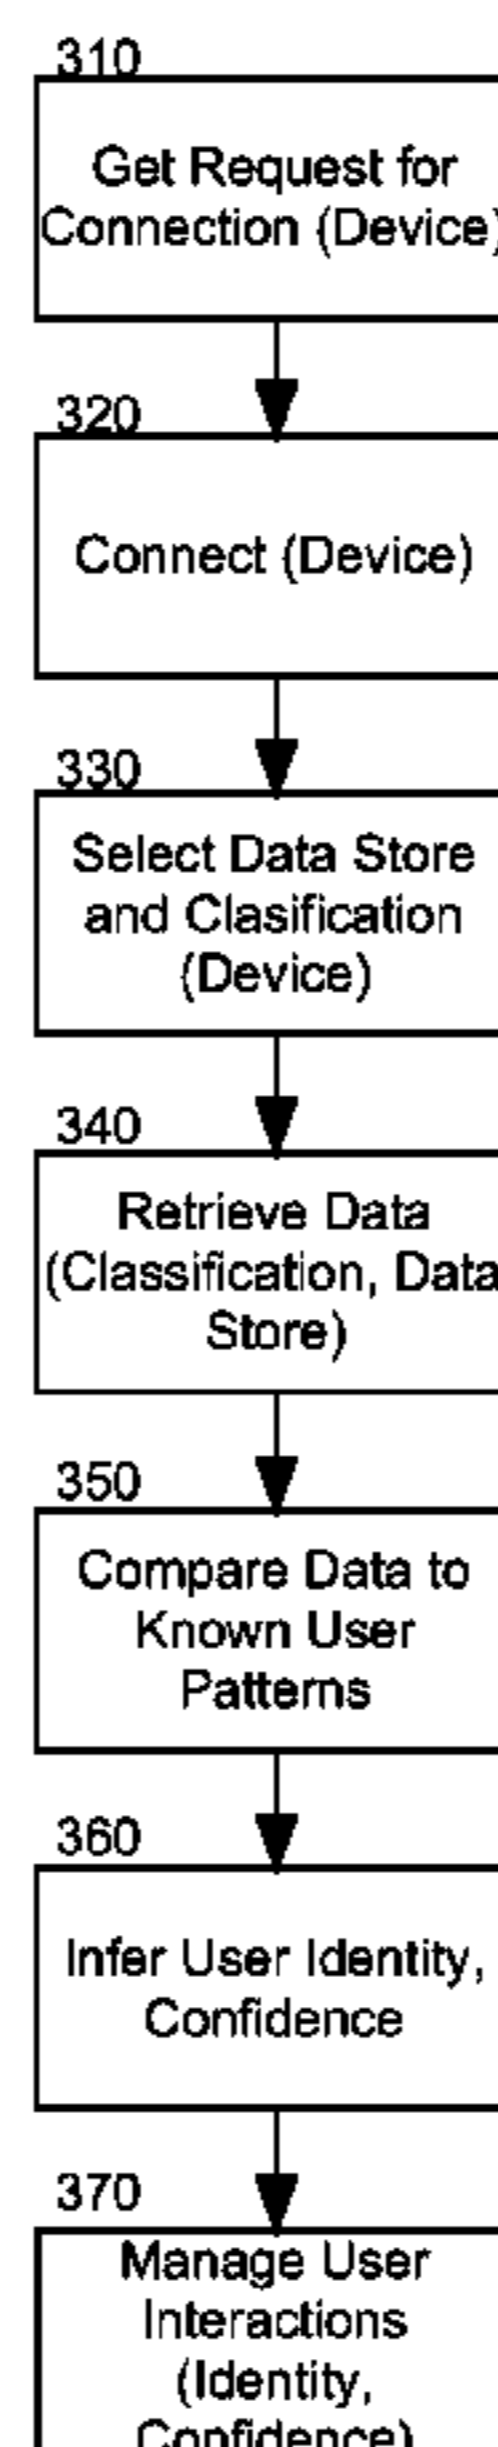 310
Get Request for
Connection (Device)
320
Connect (Device)
330
Select Data Store
and Clasification
(Device)
340
Retrieve Data
(Classification, Data
Store)
350
Compare Data to
Known User
Patterns
360
Infer User Identity,
Confidence
370
Manage User
Interactions
(Identity,
Confidence)